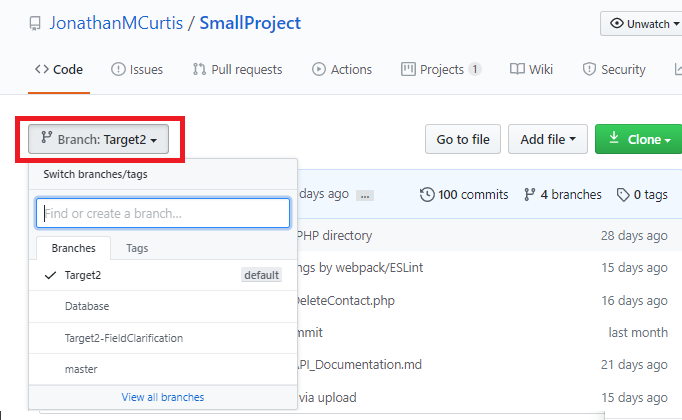 JonathanMCurtis / SmallProject
Unwatch
Code Issues Pull requests Actions Projects 1 Wiki Security
Branch: Target2
Go to file Add file Clone
Switch branches/tags
days ago ... 100 commits 4 branches 0 tags
Find or create a branch...
PHP directory 28 days ago
Branches Tags
ngs by webpack/ESLint 15 days ago
Target2 default
DeleteContact.php 16 days ago
Database
mmit last month
Target2-FieldClarification
API_Documentation.md 21 days ago
master
via upload 15 days ago
View all branches